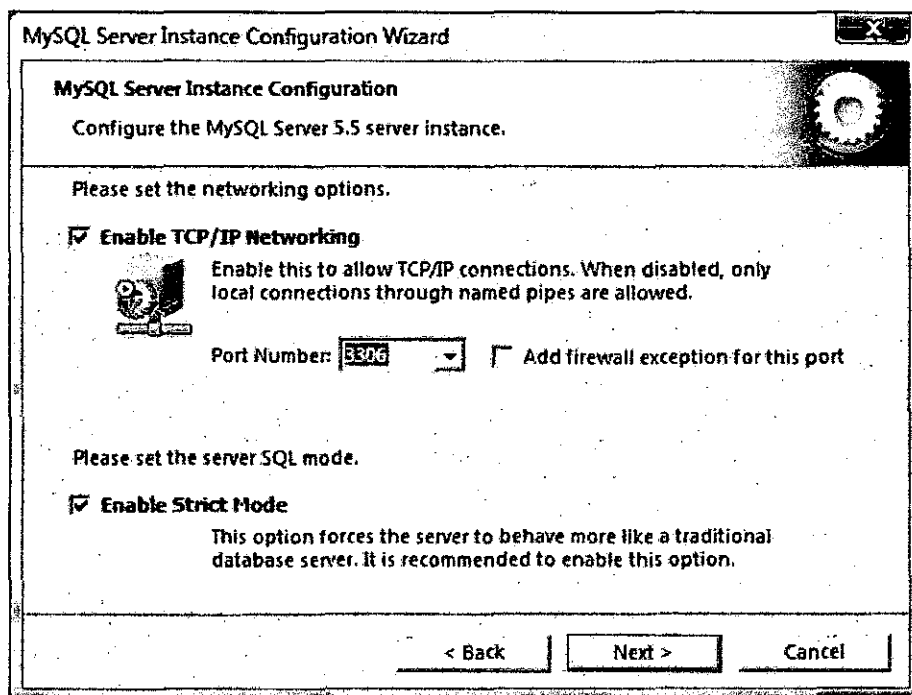 MySQL Server Instance Configuration Wizard
MySQL Server Instance Configuration
Configure the MySQL Server 5.5 server instance.
Please set the networking options.
Enable TCP/IP Networking
Enable this to allow TCP/IP connections. When disabled, only
local connections through named pipes are allowed.
Port Number: 3306 Add firewall exception for this port
Please set the server SQL mode.
Enable Strict Mode
This option forces the server to behave more like a traditional
database server. It is recommended to enable this option.
< Back Next > Cancel